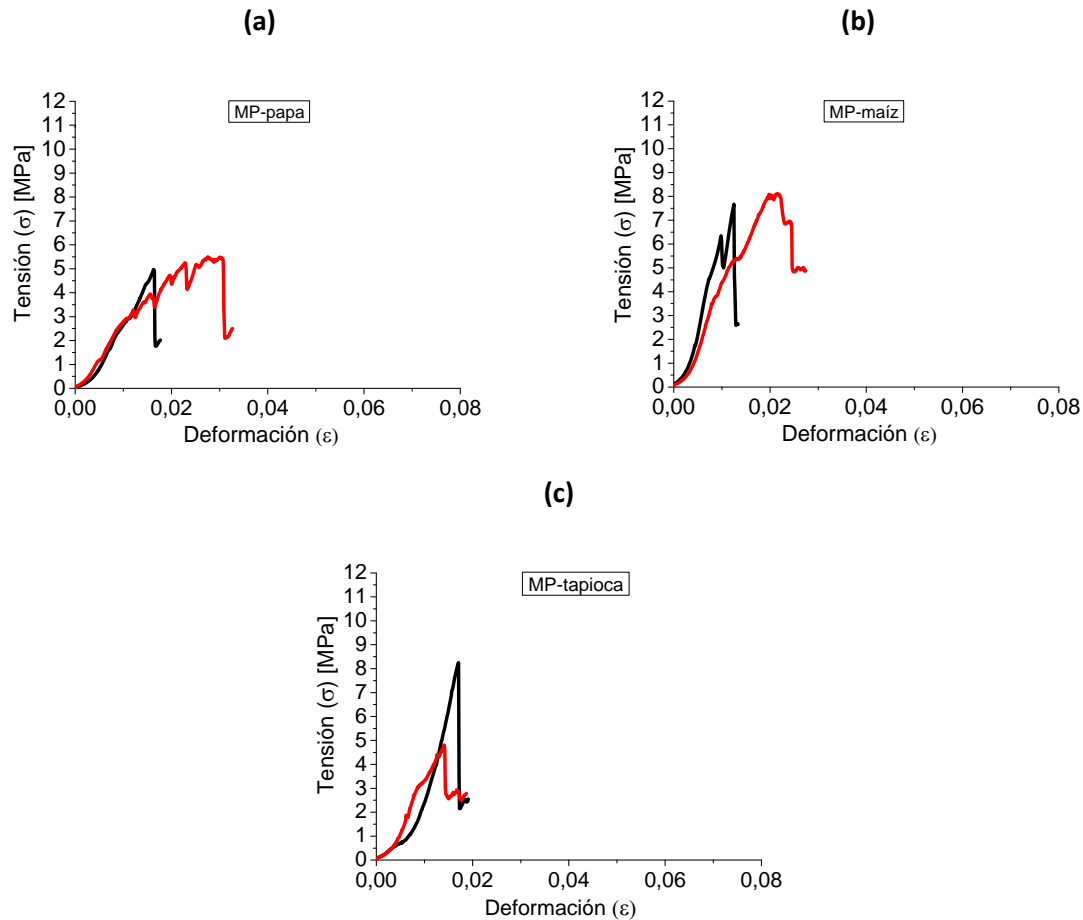 (a)
MP-papa
Tensión (σ) [MPa]
12
11
10
9
8
7
6
5
4
3
2
1
0
0,00 0,02 0,04 0,06 0,08
Deformación (ε)
(b)
MP-maíz
Tensión (σ) [MPa]
12
11
10
9
8
7
6
5
4
3
2
1
0
0,00 0,02 0,04 0,06 0,08
Deformación (ε)
(c)
MP-tapioca
Tensión (σ) [MPa]
12
11
10
9
8
7
6
5
4
3
2
1
0
0,00 0,02 0,04 0,06 0,08
Deformación (ε)